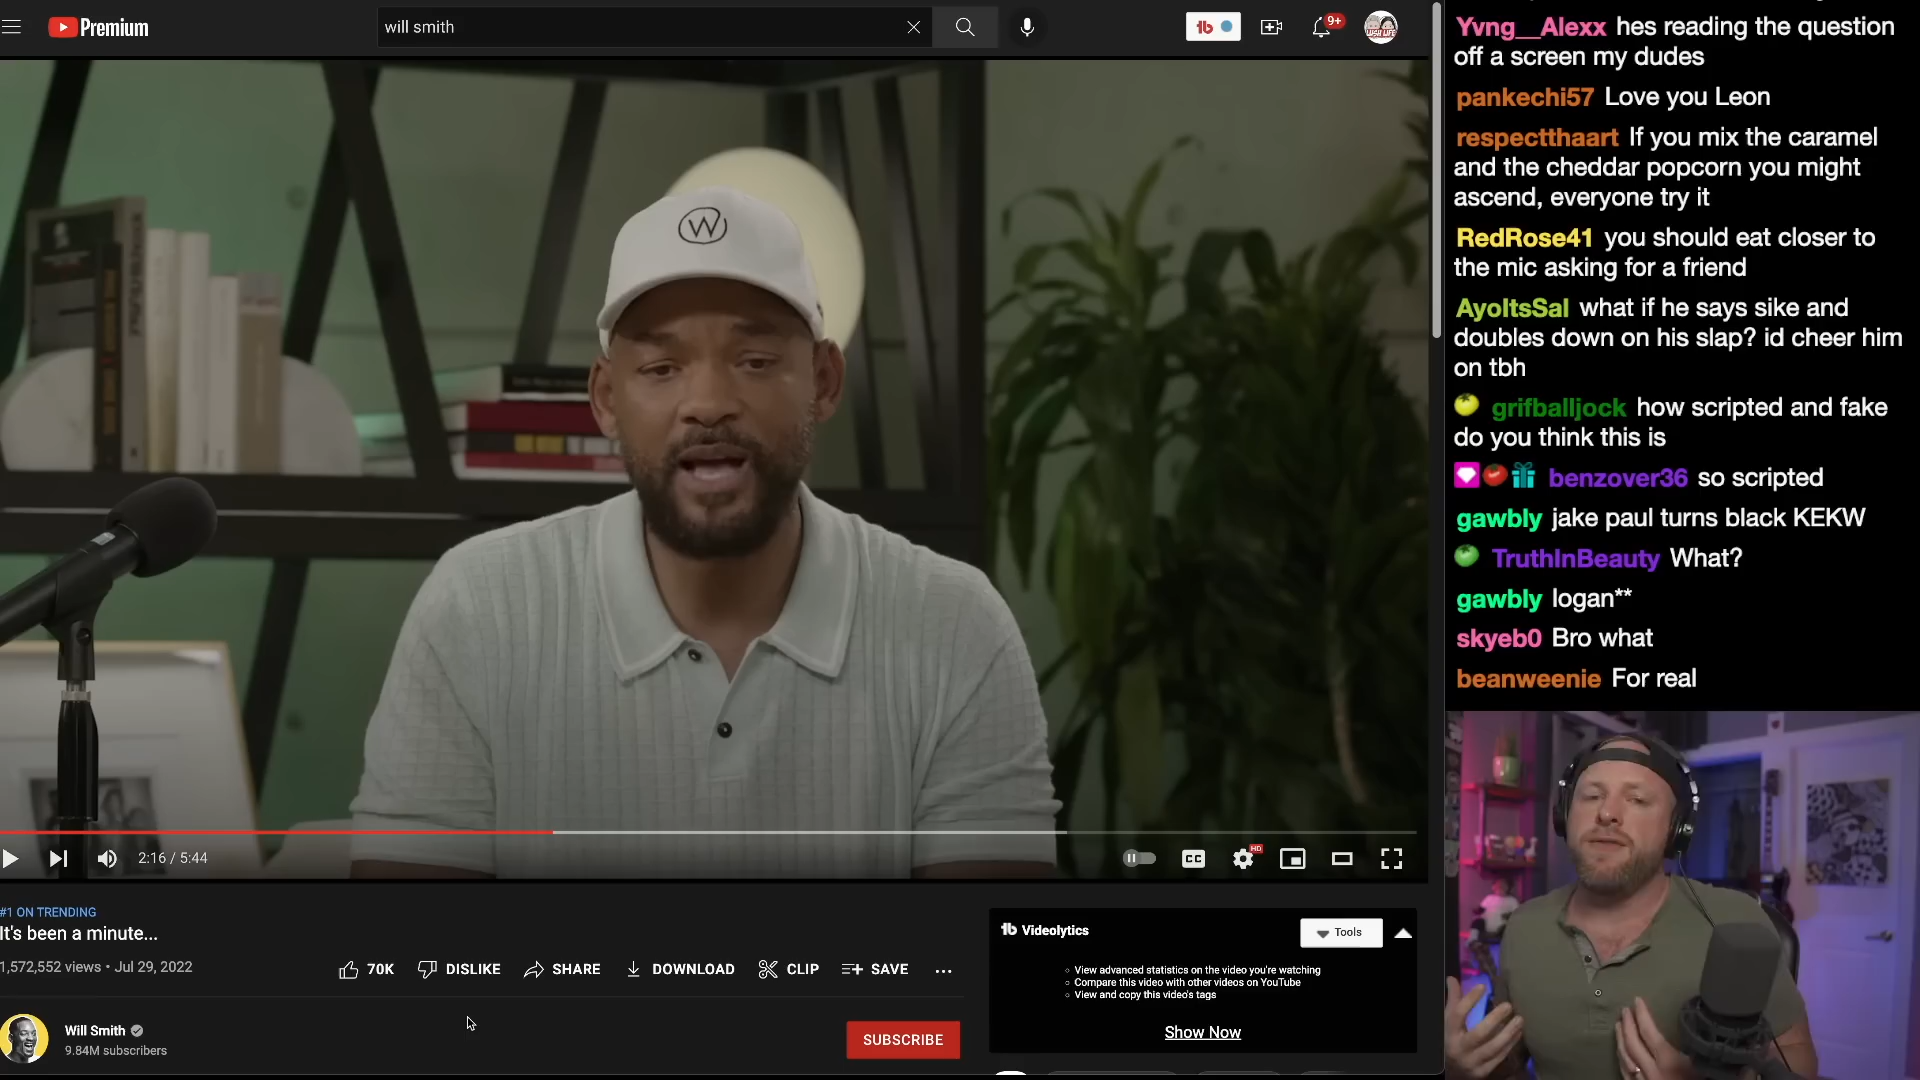 Premium
will smith
9+
LUSH LIFE
W
2:16 / 5:44
CC
HD
#1 ON TRENDING
It's been a minute...
1,572,552 views • Jul 29, 2022
70K
DISLIKE
SHARE
DOWNLOAD
CLIP
SAVE
Will Smith
9.84M subscribers
SUBSCRIBE
Videolytics
Tools
View advanced statistics on the video you're watching
Compare this video with other videos on YouTube
View and copy this video's tags
Show Now
Yvng__Alexx hes reading the question
off a screen my dudes
pankechi57 Love you Leon
respectthaart If you mix the caramel
and the cheddar popcorn you might
ascend, everyone try it
RedRose41 you should eat closer to
the mic asking for a friend
AyoItsSal what if he says sike and
doubles down on his slap? id cheer him
on tbh
grifballjock how scripted and fake
do you think this is
benzover36 so scripted
gawbly jake paul turns black KEKW
TruthInBeauty What?
gawbly logan**
skyeb0 Bro what
beanweenie For real